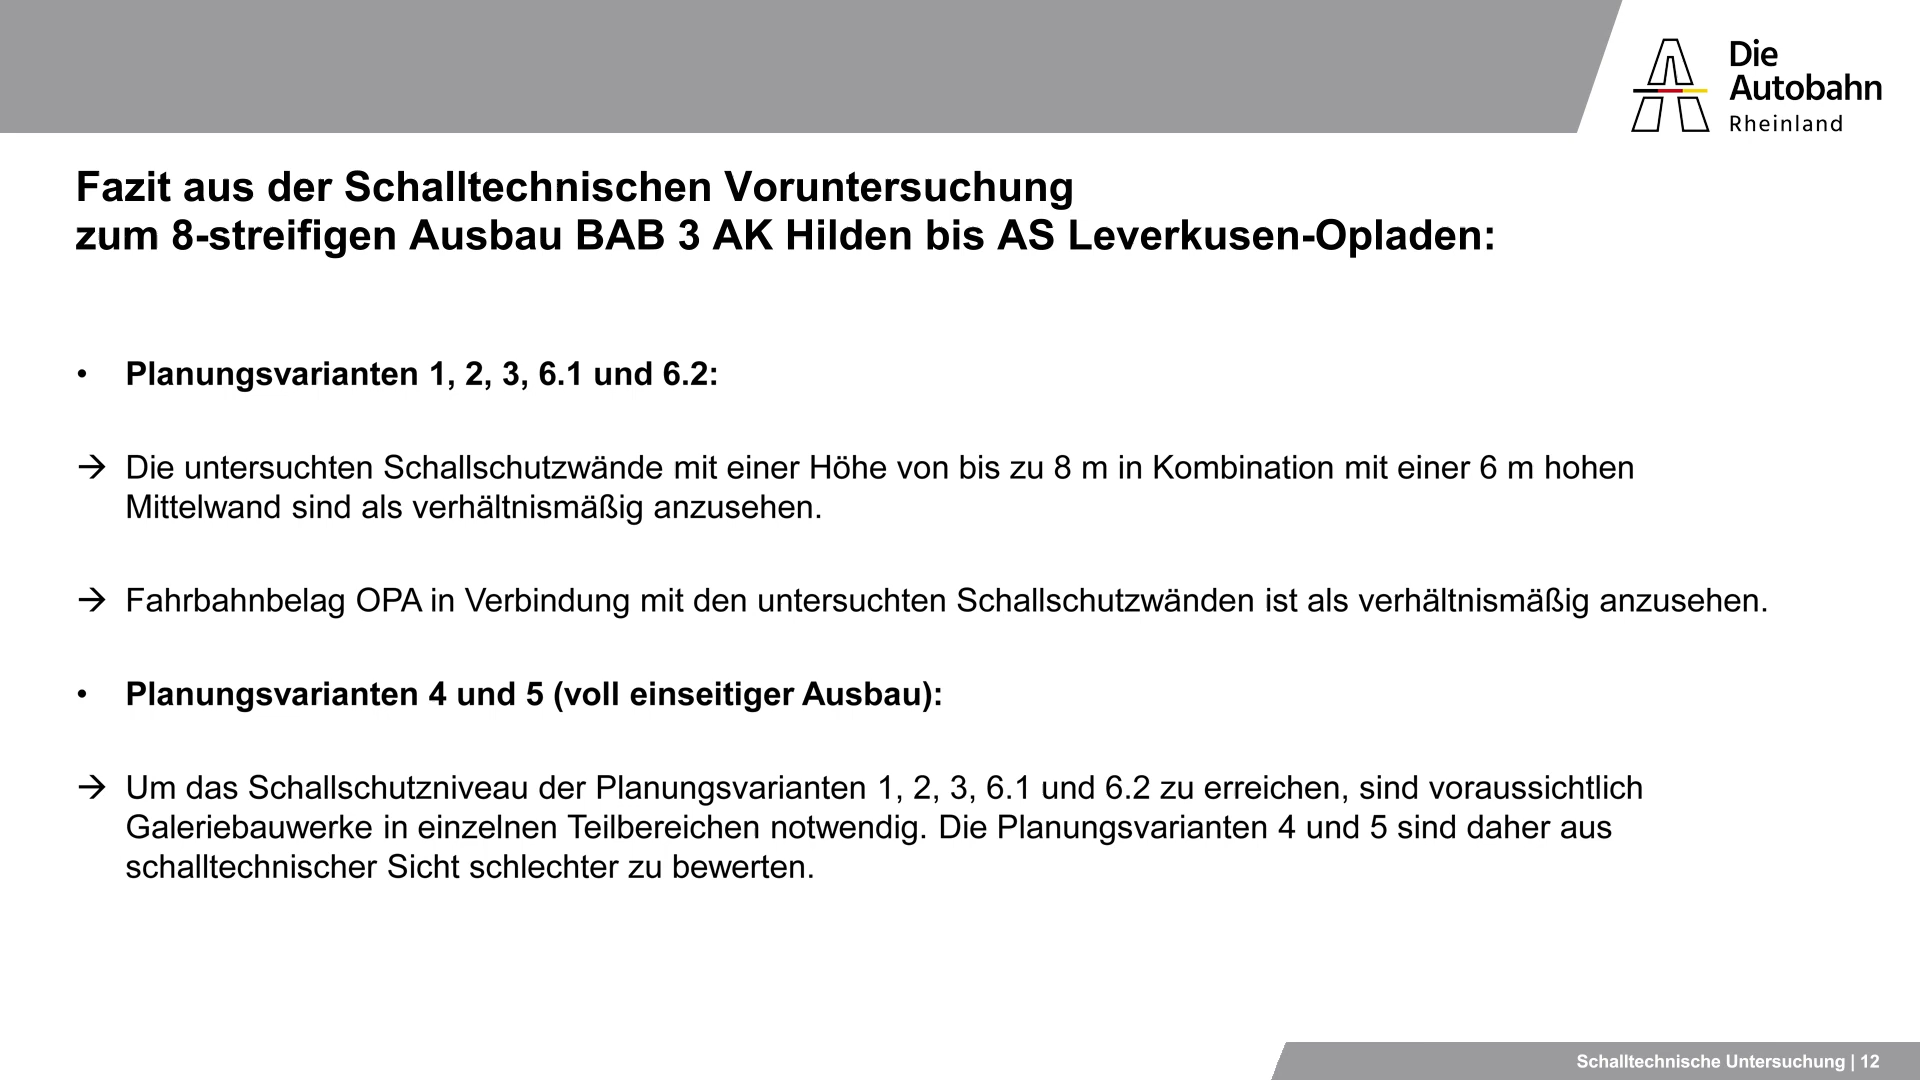 Die
Autobahn
Rheinland
Fazit aus der Schalltechnischen Voruntersuchung
zum 8-streifigen Ausbau BAB 3 AK Hilden bis AS Leverkusen-Opladen:
• Planungsvarianten 1, 2, 3, 6.1 und 6.2:
→ Die untersuchten Schallschutzwände mit einer Höhe von bis zu 8 m in Kombination mit einer 6 m hohen
Mittelwand sind als verhältnismäßig anzusehen.
→ Fahrbahnbelag OPA in Verbindung mit den untersuchten Schallschutzwänden ist als verhältnismäßig anzusehen.
• Planungsvarianten 4 und 5 (voll einseitiger Ausbau):
→ Um das Schallschutzniveau der Planungsvarianten 1, 2, 3, 6.1 und 6.2 zu erreichen, sind voraussichtlich
Galeriebauwerke in einzelnen Teilbereichen notwendig. Die Planungsvarianten 4 und 5 sind daher aus
schalltechnischer Sicht schlechter zu bewerten.
Schalltechnische Untersuchung | 12